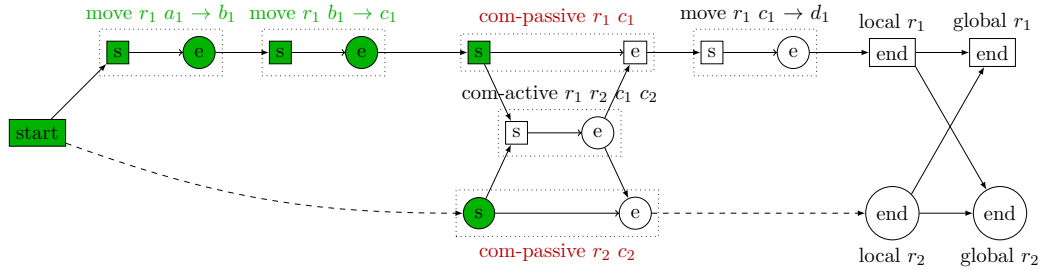 move r₁ a₁ → b₁
move r₁ b₁ → c₁
com-passive r₁ c₁
move r₁ c₁ → d₁
local r₁
global r₁
s
e
s
e
s
e
s
e
end
end
com-active r₁ r₂ c₁ c₂
start
s
e
s
e
end
end
com-passive r₂ c₂
local r₂
global r₂